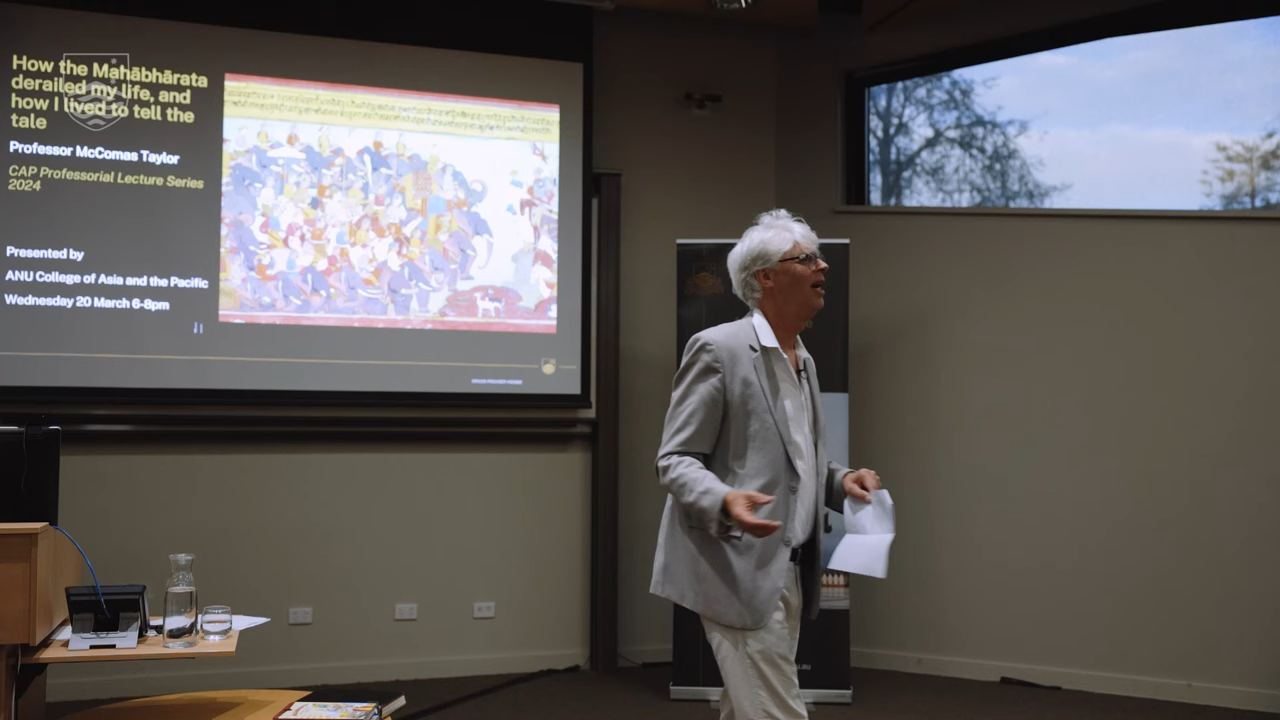 How the Mahābhārata
derailed my life, and
how I lived to tell the
tale
Professor McComas Taylor
CAP Professorial Lecture Series
2024
Presented by
ANU College of Asia and the Pacific
Wednesday 20 March 6-8pm